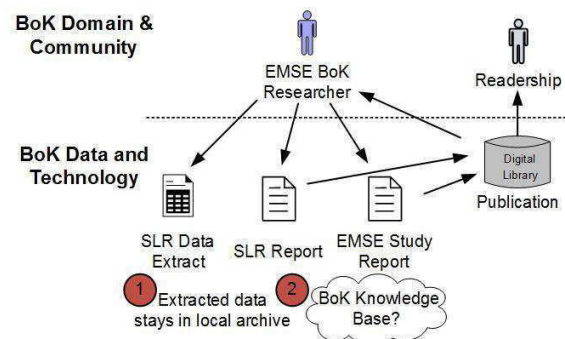 BoK Domain &
Community
EMSE BoK
Researcher
Readership
BoK Data and
Technology
Digital
Library
Publication
SLR Data
Extract
SLR Report
EMSE Study
Report
1
Extracted data
stays in local archive
2
BoK Knowledge
Base?